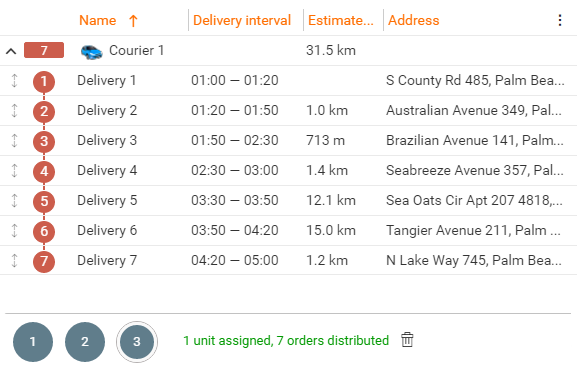 Name ↑ Delivery interval Estimate... Address
7 Courier 1 31.5 km
1 Delivery 1 01:00 — 01:20 S County Rd 485, Palm Bea...
2 Delivery 2 01:20 — 01:50 1.0 km Australian Avenue 349, Pal...
3 Delivery 3 01:50 — 02:30 713 m Brazilian Avenue 141, Palm...
4 Delivery 4 02:30 — 03:00 1.4 km Seabreeze Avenue 357, Pal...
5 Delivery 5 03:30 — 03:50 12.1 km Sea Oats Cir Apt 207 4818,...
6 Delivery 6 03:50 — 04:20 15.0 km Tangier Avenue 211, Palm ...
7 Delivery 7 04:20 — 05:00 1.2 km N Lake Way 745, Palm Bea...
1 2 3 1 unit assigned, 7 orders distributed